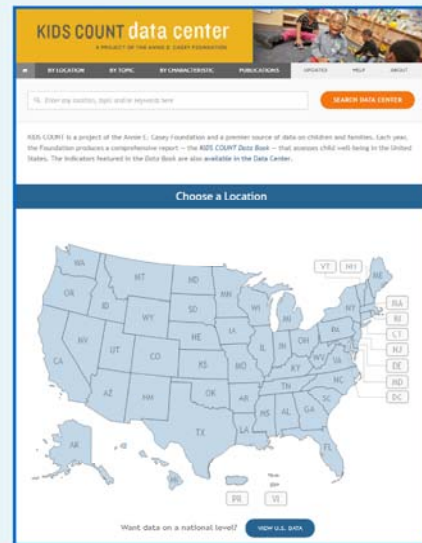 KIDS COUNT data center
A PROJECT OF THE ANNIE E. CASEY FOUNDATION
BY LOCATION BY TOPIC BY CHARACTERISTIC PUBLICATIONS UPDATES HELP ABOUT
Enter any location, topic and/or keywords here SEARCH DATA CENTER
KIDS COUNT is a project of the Annie E. Casey Foundation and a premier source of data on children and families. Each year,
the Foundation produces a comprehensive report — the KIDS COUNT Data Book — that assesses child well-being in the United
States. The indicators featured in the Data Book are also available in the Data Center.
Choose a Location
VT NH
WA MT ND MN ME
OR ID SD WI MI NY MA
WY RI
NV NE IA PA CT
UT CO IL IN OH NJ
CA KS MO KY WV VA DE
MD
AZ NM OK AR TN NC DC
MS AL GA SC
TX LA
AK FL
HI
PR VI
Want data on a national level? VIEW U.S. DATA